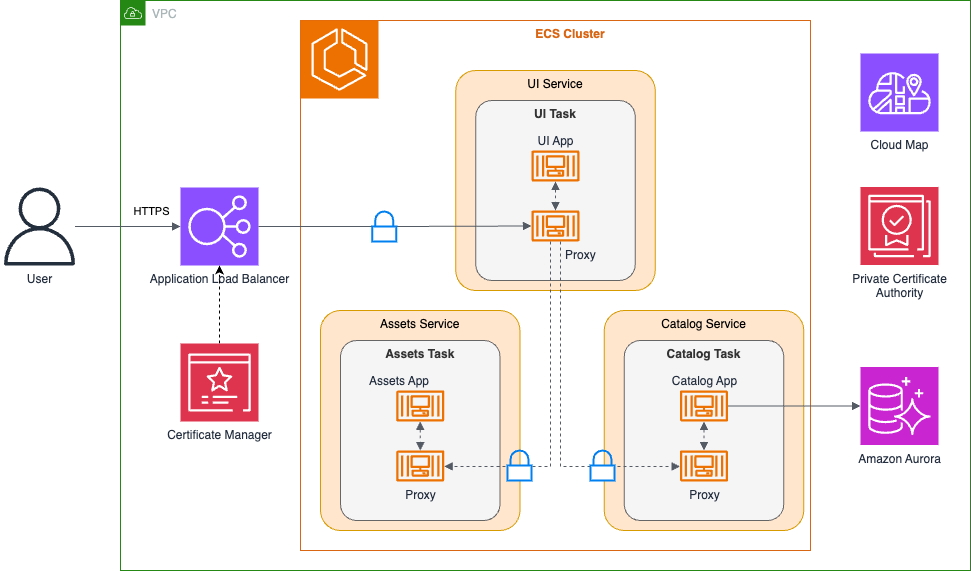 VPC
ECS Cluster
UI Service
UI Task
UI App
Proxy
Cloud Map
HTTPS
User
Application Load Balancer
Private Certificate
Authority
Assets Service
Assets Task
Assets App
Proxy
Catalog Service
Catalog Task
Catalog App
Proxy
Certificate Manager
Amazon Aurora